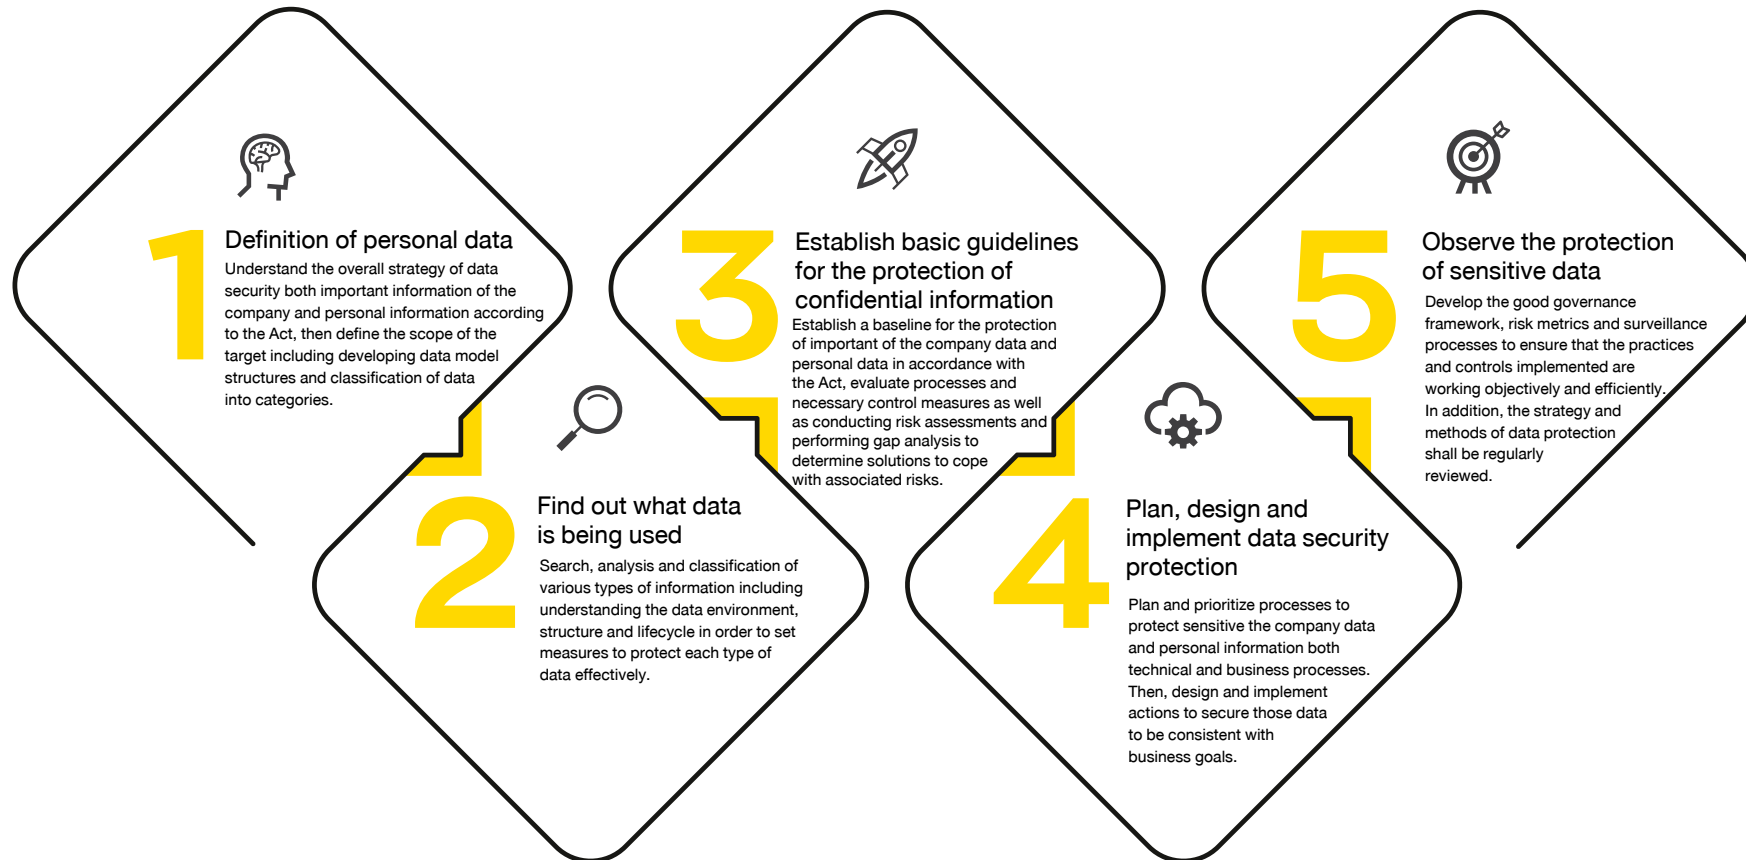 1
Definition of personal data
Understand the overall strategy of data
security both important information of the
company and personal information according
to the Act, then define the scope of the
target including developing data model
structures and classification of data
into categories.
2
Find out what data
is being used
Search, analysis and classification of
various types of information including
understanding the data environment,
structure and lifecycle in order to set
measures to protect each type of
data effectively.
3
Establish basic guidelines
for the protection of
confidential information
Establish a baseline for the protection
of important of the company data and
personal data in accordance with
the Act, evaluate processes and
necessary control measures as well
as conducting risk assessments and
performing gap analysis to
determine solutions to cope
with associated risks.
4
Plan, design and
implement data security
protection
Plan and prioritize processes to
protect sensitive the company data
and personal information both
technical and business processes.
Then, design and implement
actions to secure those data
to be consistent with
business goals.
5
Observe the protection
of sensitive data
Develop the good governance
framework, risk metrics and surveillance
processes to ensure that the practices
and controls implemented are
working objectively and efficiently.
In addition, the strategy and
methods of data protection
shall be regularly
reviewed.